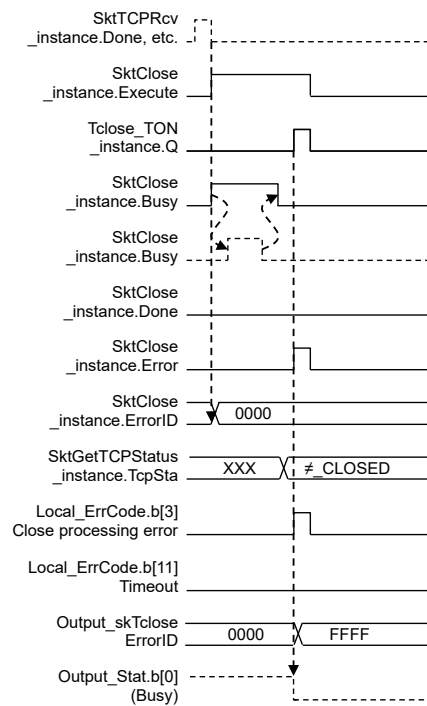 SktTCPRcv
_instance.Done, etc.
SktClose
_instance.Execute
Tclose_TON
_instance.Q
SktClose
_instance.Busy
SktClose
_instance.Busy
SktClose
_instance.Done
SktClose
_instance.Error
SktClose
_instance.ErrorID
0000
SktGetTCPStatus
_instance.TcpSta
XXX
≠_CLOSED
Local_ErrCode.b[3]
Close processing error
Local_ErrCode.b[11]
Timeout
Output_skTclose
ErrorID
0000
FFFF
Output_Stat.b[0]
(Busy)